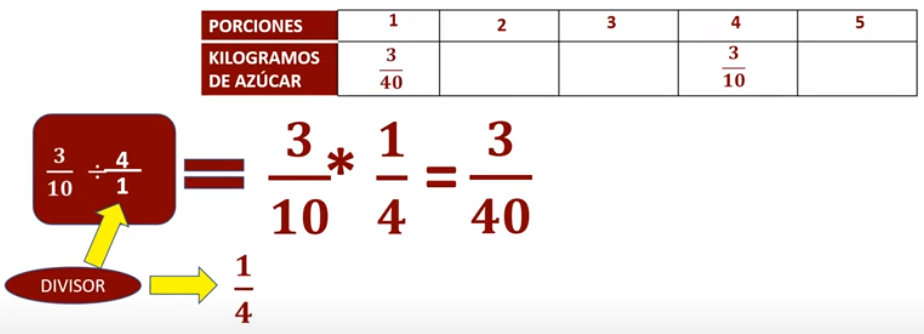 PORCIONES 1 2 3 4 5
KILOGRAMOS DE AZÚCAR 3/40 3/10
3/10 ÷ 4/1 = 3/10 * 1/4 = 3/40
DIVISOR 1/4